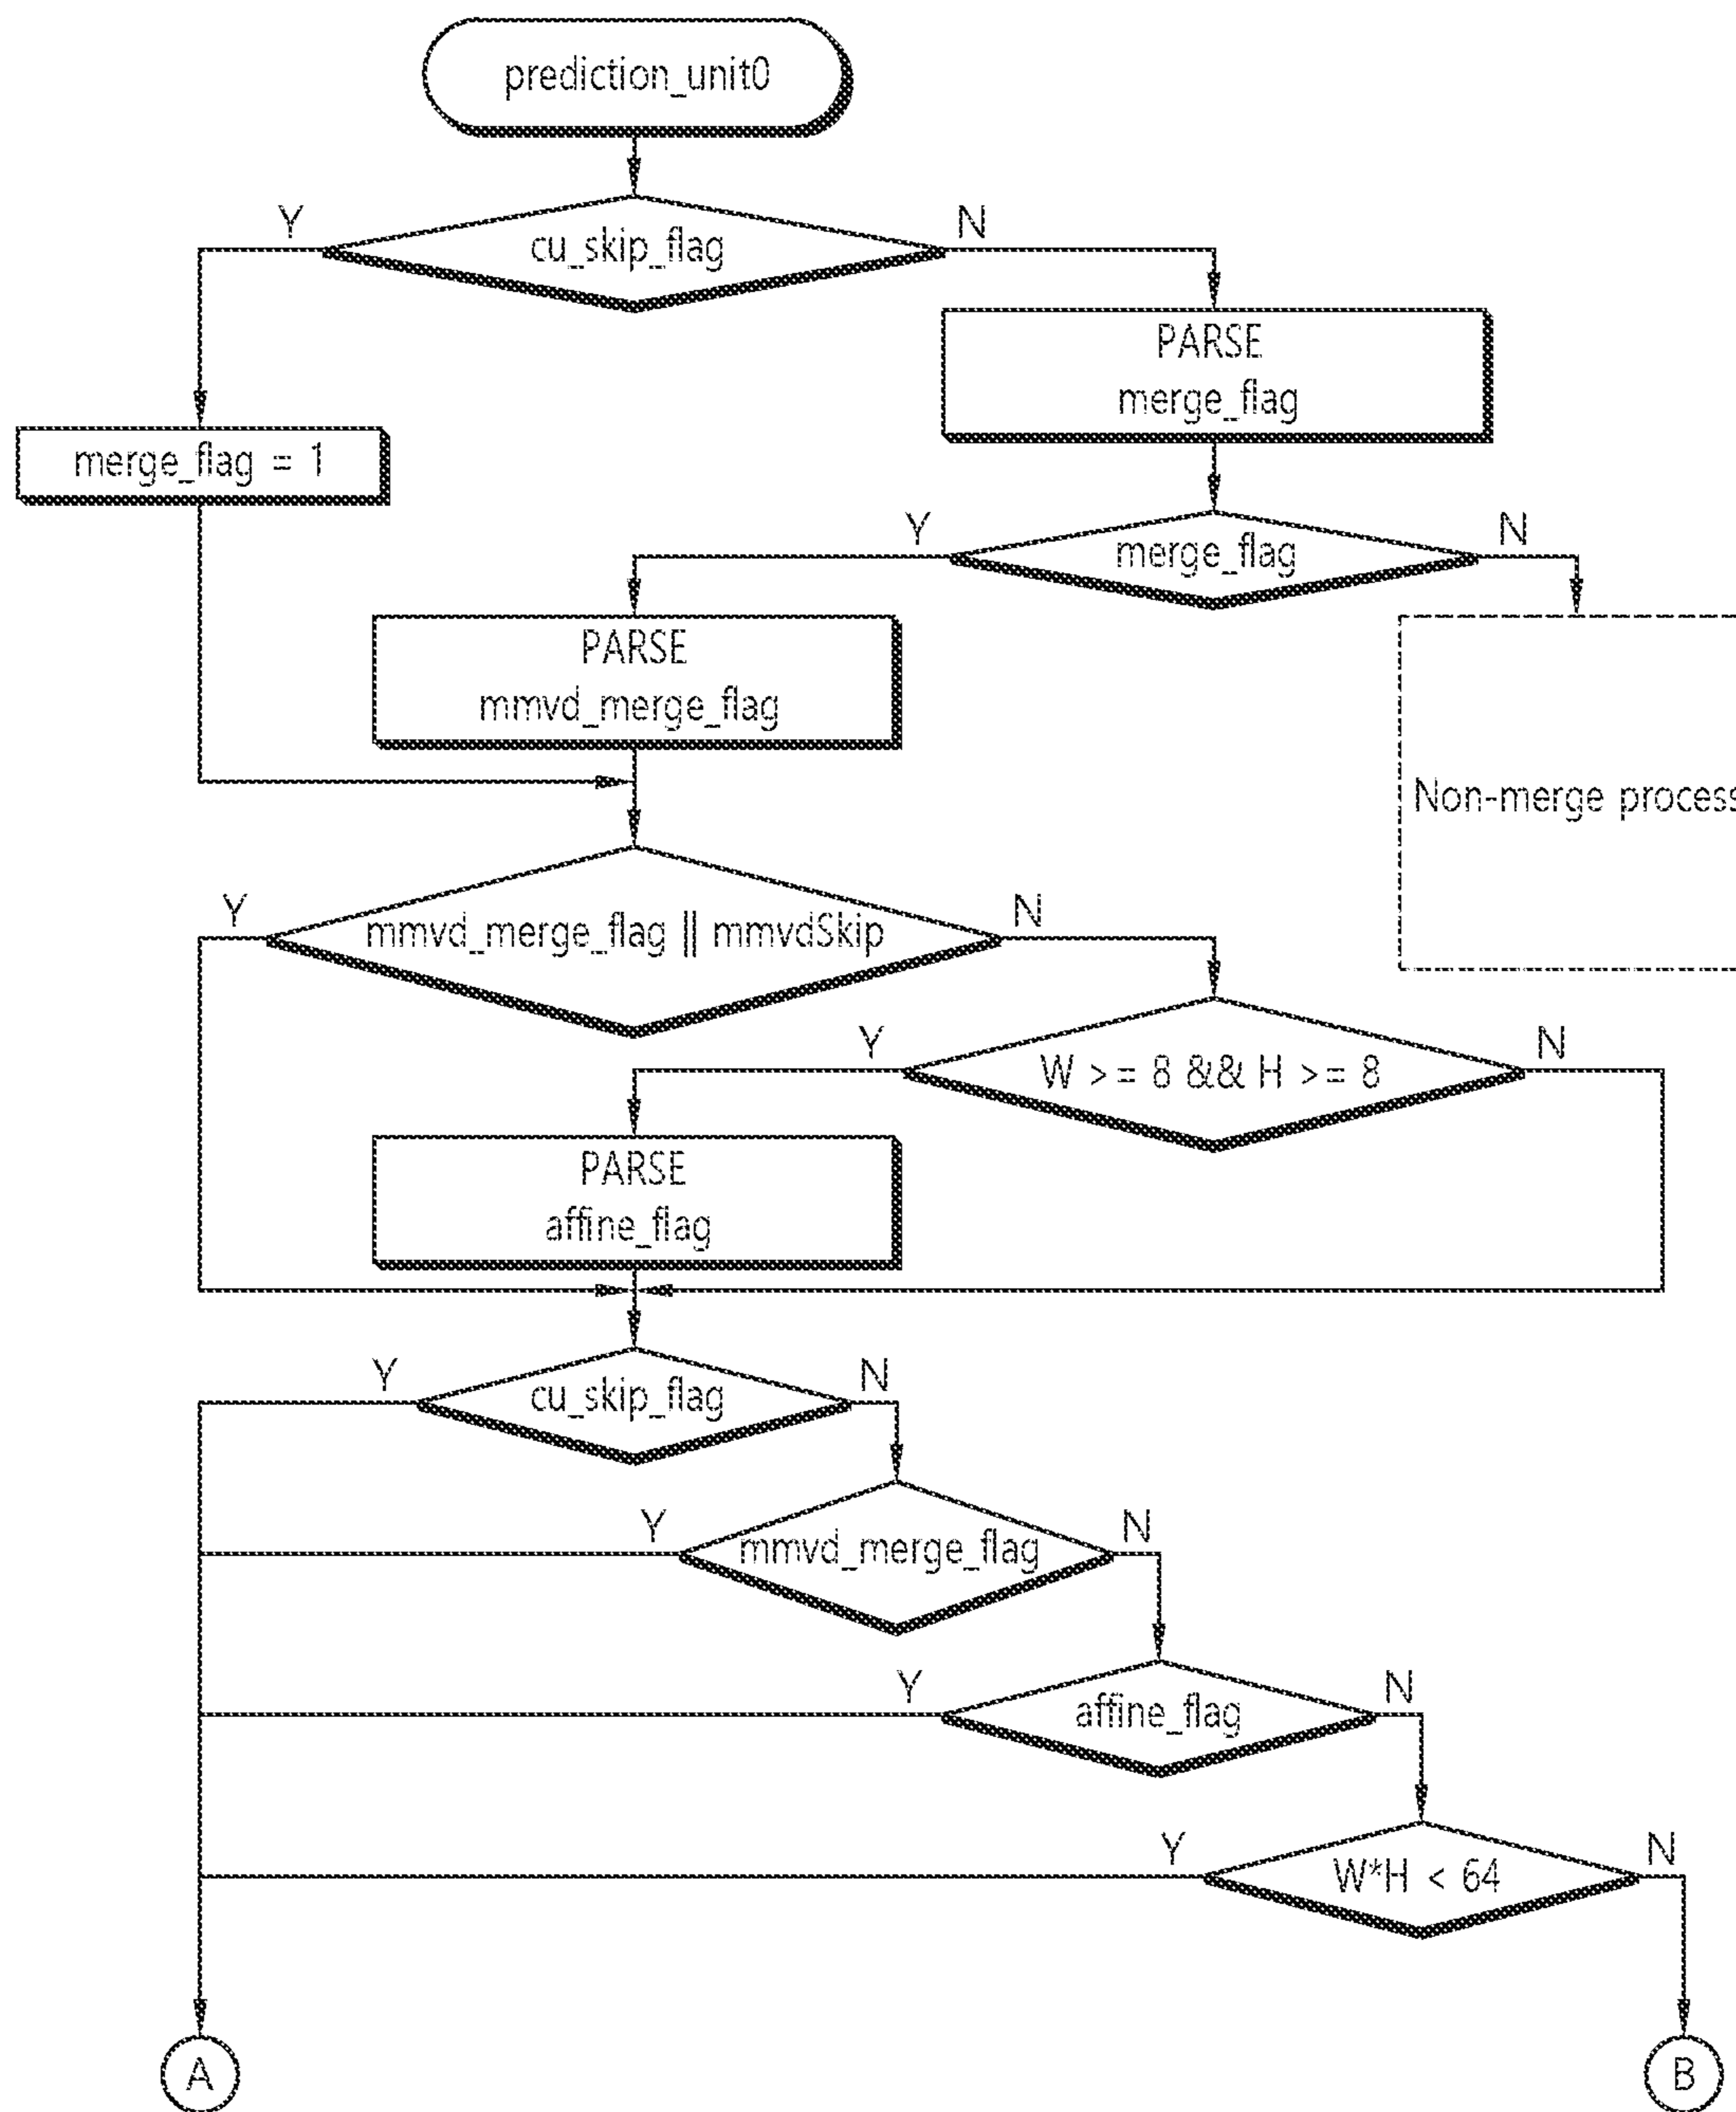 prediction_unit0
Y
N
cu_skip_flag
PARSE
merge_flag
merge_flag = 1
Y
N
merge_flag
PARSE
mmvd_merge_flag
Non-merge process
Y
N
mmvd_merge_flag || mmvdSkip
Y
N
W >= 8 && H >= 8
PARSE
affine_flag
Y
N
cu_skip_flag
Y
N
mmvd_merge_flag
Y
N
affine_flag
Y
N
W*H < 64
A
B